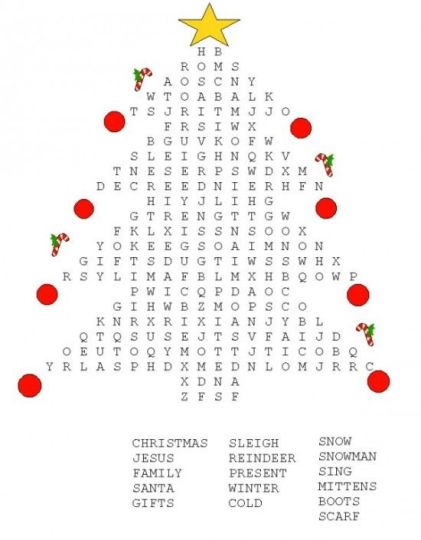 H B
R O M S
A O S C N Y
W T O A B A L K
T S J R I T M J J O
F R S I W X
B G U V K O F W
S L E I G H N Q K V
T N E S E R P S W D X M
D E C R E E D N I E R H F N
H I Y J L I H G
G T R E N G T T G W
F K L X I S S N S O O X
Y O K E E G S O A I M N O N
G I F T S D U G T I W S S W H X
R S Y L I M A F B L M X H B Q O W P
P W I C Q P D A O C
G I H W B Z M O P S C O
K N R X R I X I A N J Y B L
Q T Q S U S E J T S V F A I J D
O E U T O Q Y M O T T J T I C O B Q
Y R L A S P H D X M E D N L O M J R R C
X D N A
Z F S F
CHRISTMAS SLEIGH SNOW
JESUS REINDEER SNOWMAN
FAMILY PRESENT SING
SANTA WINTER MITTENS
GIFTS COLD BOOTS
SCARF